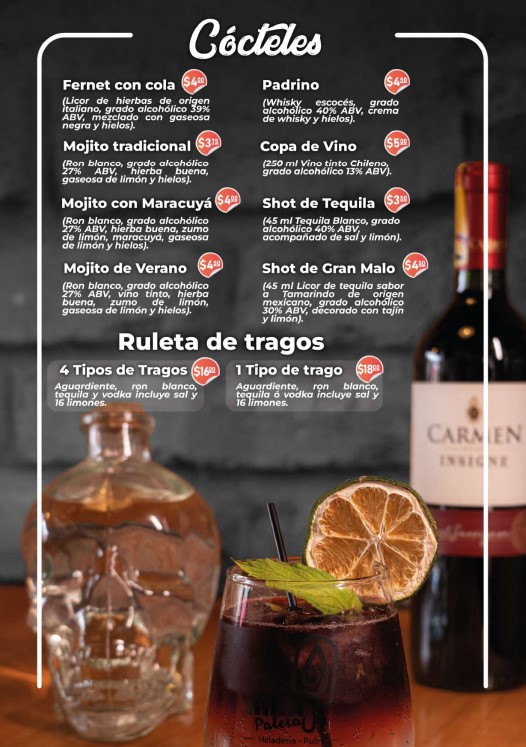 Cócteles
Fernet con cola $4.00
(Licor de hierbas de origen
italiano, grado alcohólico 39%
ABV, mezclado con gaseosa
negra y hielos).
Mojito tradicional
(Ron blanco, grado alcohólico
27% ABV, hierba buena,
gaseosa de limón y hielos).
Mojito con Maracuyá $4.00
(Ron blanco, grado alcohólico
27% ABV, hierba buena, zumo
de limón, maracuyá, gaseosa
de limón y hielos).
Mojito de Verano $4.50
(Ron blanco, grado alcohólico
27% ABV, vino tinto, hierba
buena, zumo de limón,
gaseosa de limón y hielos).
Padrino $4.50
(Whisky escocés, grado
alcohólico 40% ABV, crema
de whisky y hielos).
Copa de Vino $5.00
(250 ml Vino tinto Chileno,
grado alcohólico 13% ABV).
Shot de Tequila $3.50
(45 ml Tequila Blanco, grado
alcohólico 40% ABV,
acompañado de sal y limón).
Shot de Gran Malo $4.50
(45 ml Licor de tequila sabor
a Tamarindo de origen
mexicano, grado alcohólico
30% ABV, decorado con tajín
y limón).
Ruleta de tragos
4 Tipos de Tragos $16.00
Aguardiente, ron blanco,
tequila y vodka incluye sal y
16 limones.
1 Tipo de trago $18.00
Aguardiente, ron blanco,
tequila ó vodka incluye sal y
16 limones.
CARMEN
INSIGNE
Paleta
Heladería - Pub